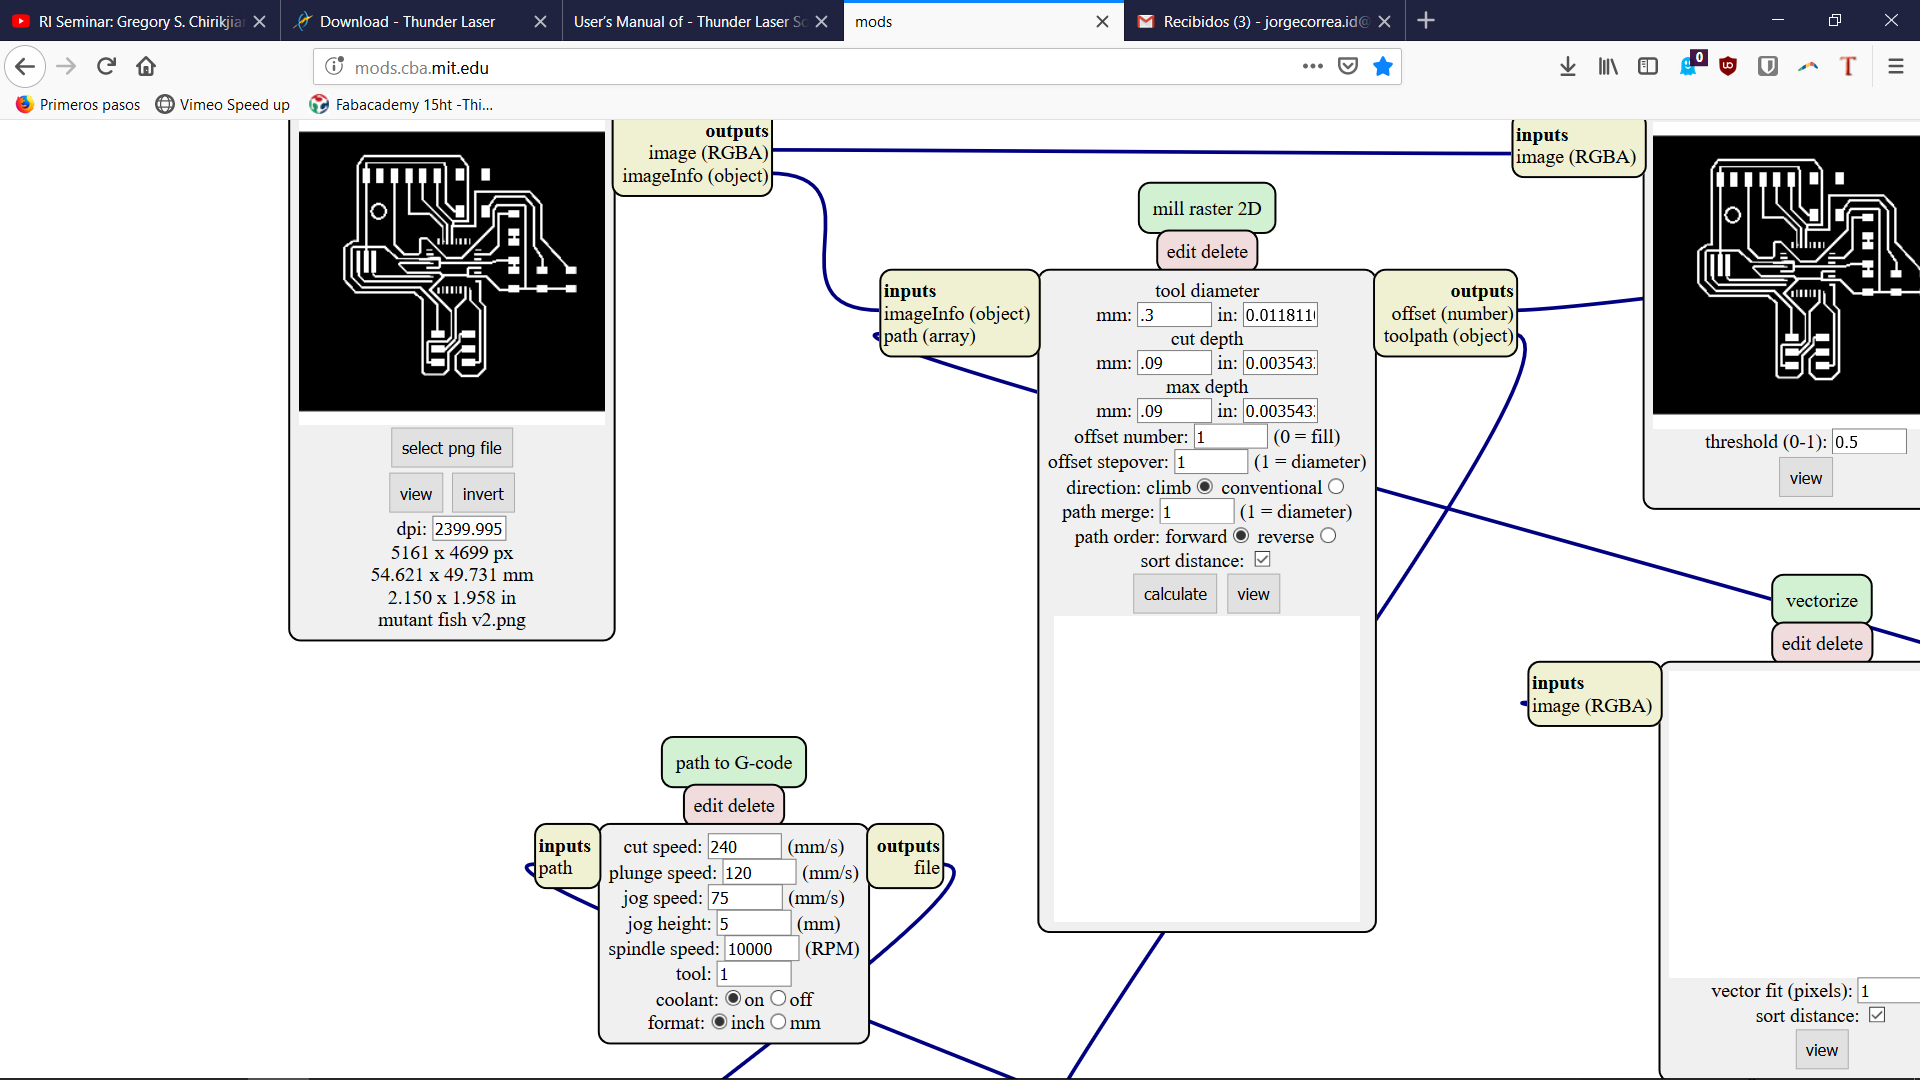 RI Seminar: Gregory S. Chirikjia
Download - Thunder Laser
User's Manual of - Thunder Laser Sc
mods
Recibidos (3) - jorgecorrea.id@
mods.cba.mit.edu
0
Primeros pasos
Vimeo Speed up
Fabacademy 15ht -Thi...
outputs
image (RGBA)
imageInfo (object)
select png file
view
invert
dpi: 2399.995
5161 x 4699 px
54.621 x 49.731 mm
2.150 x 1.958 in
mutant fish v2.png
mill raster 2D
edit delete
inputs
imageInfo (object)
path (array)
tool diameter
mm: .3 in: 0.011811
cut depth
mm: .09 in: 0.003543
max depth
mm: .09 in: 0.003543
offset number: 1 (0 = fill)
offset stepover: 1 (1 = diameter)
direction: climb conventional
path merge: 1 (1 = diameter)
path order: forward reverse
sort distance:
calculate
view
outputs
offset (number)
toolpath (object)
inputs
image (RGBA)
threshold (0-1): 0.5
view
vectorize
edit delete
inputs
image (RGBA)
vector fit (pixels): 1
sort distance:
view
path to G-code
edit delete
inputs
path
cut speed: 240 (mm/s)
plunge speed: 120 (mm/s)
jog speed: 75 (mm/s)
jog height: 5 (mm)
spindle speed: 10000 (RPM)
tool: 1
coolant: on off
format: inch mm
outputs
file